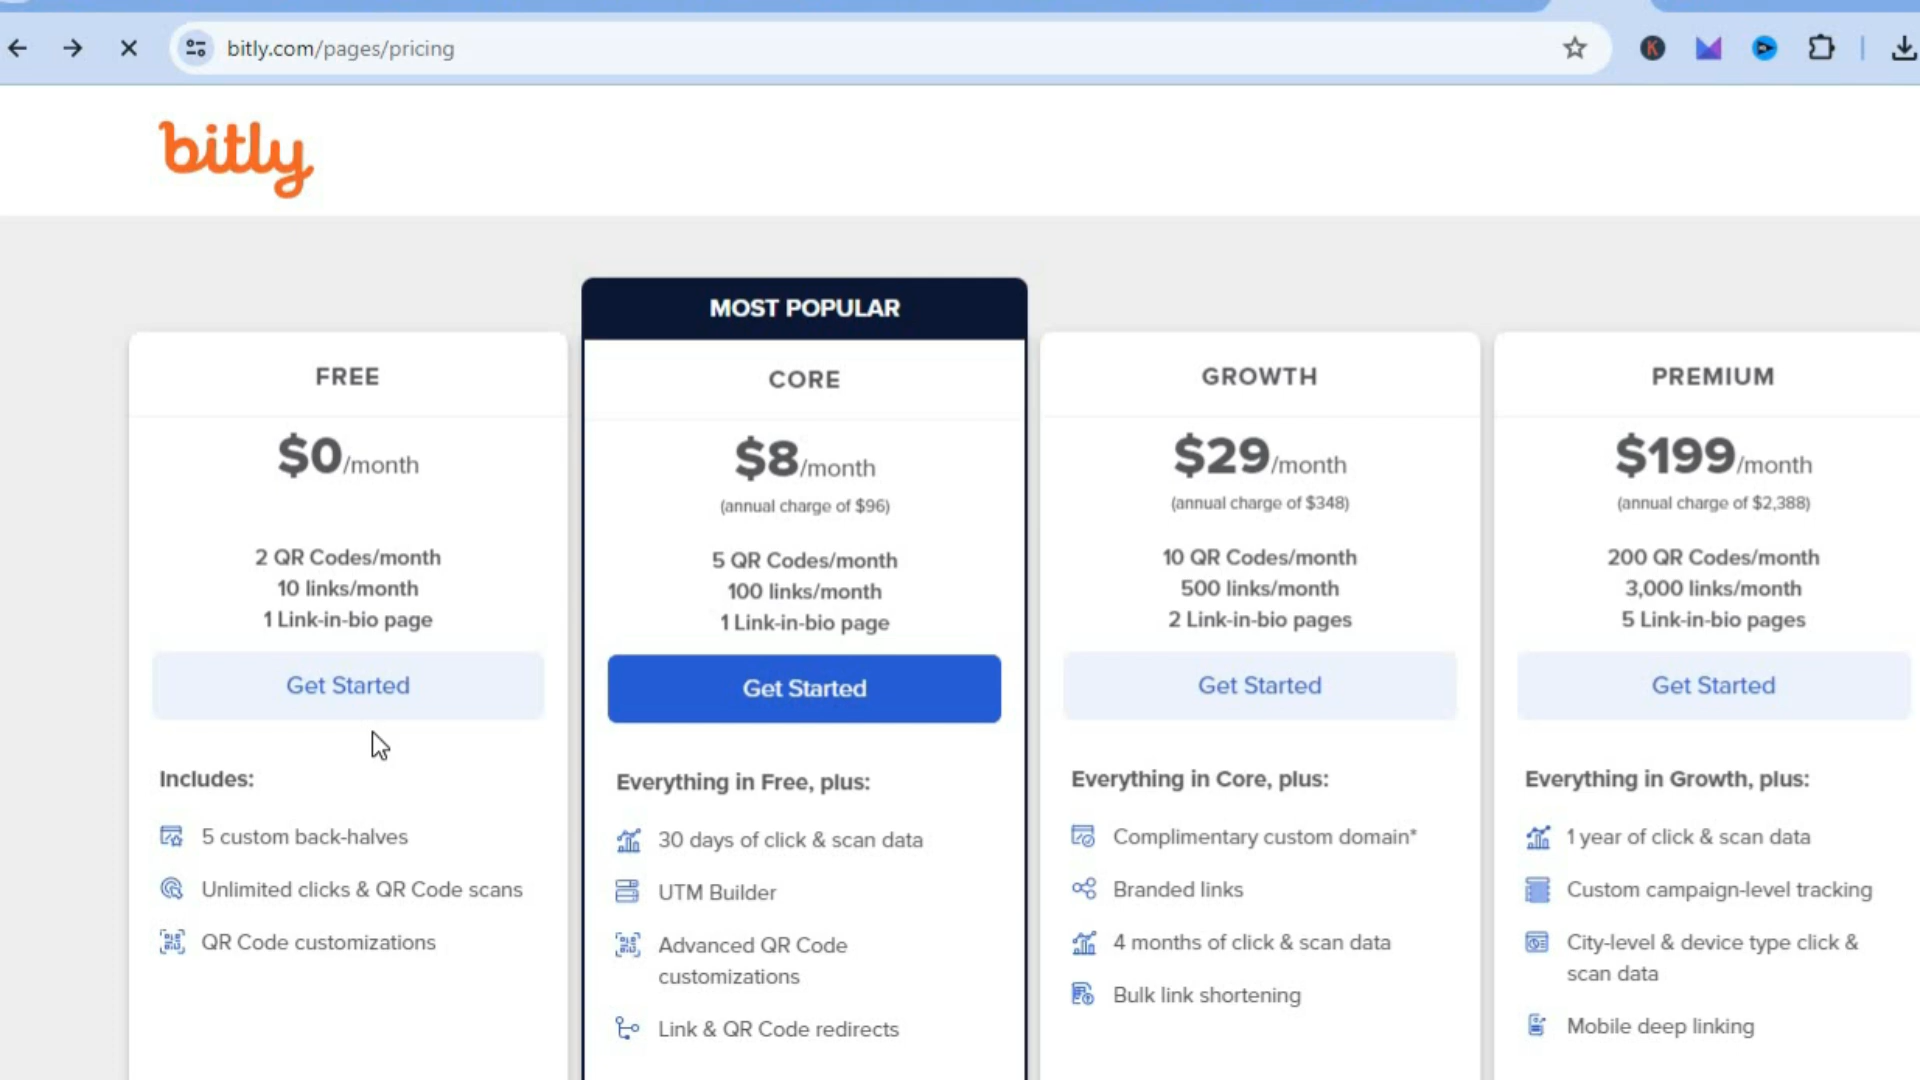 bitly.com/pages/pricing
bitly
MOST POPULAR
FREE
$0/month
2 QR Codes/month
10 links/month
1 Link-in-bio page
Get Started
Includes:
5 custom back-halves
Unlimited clicks & QR Code scans
QR Code customizations
CORE
$8/month
(annual charge of $96)
5 QR Codes/month
100 links/month
1 Link-in-bio page
Get Started
Everything in Free, plus:
30 days of click & scan data
UTM Builder
Advanced QR Code
customizations
Link & QR Code redirects
GROWTH
$29/month
(annual charge of $348)
10 QR Codes/month
500 links/month
2 Link-in-bio pages
Get Started
Everything in Core, plus:
Complimentary custom domain*
Branded links
4 months of click & scan data
Bulk link shortening
PREMIUM
$199/month
(annual charge of $2,388)
200 QR Codes/month
3,000 links/month
5 Link-in-bio pages
Get Started
Everything in Growth, plus:
1 year of click & scan data
Custom campaign-level tracking
City-level & device type click &
scan data
Mobile deep linking